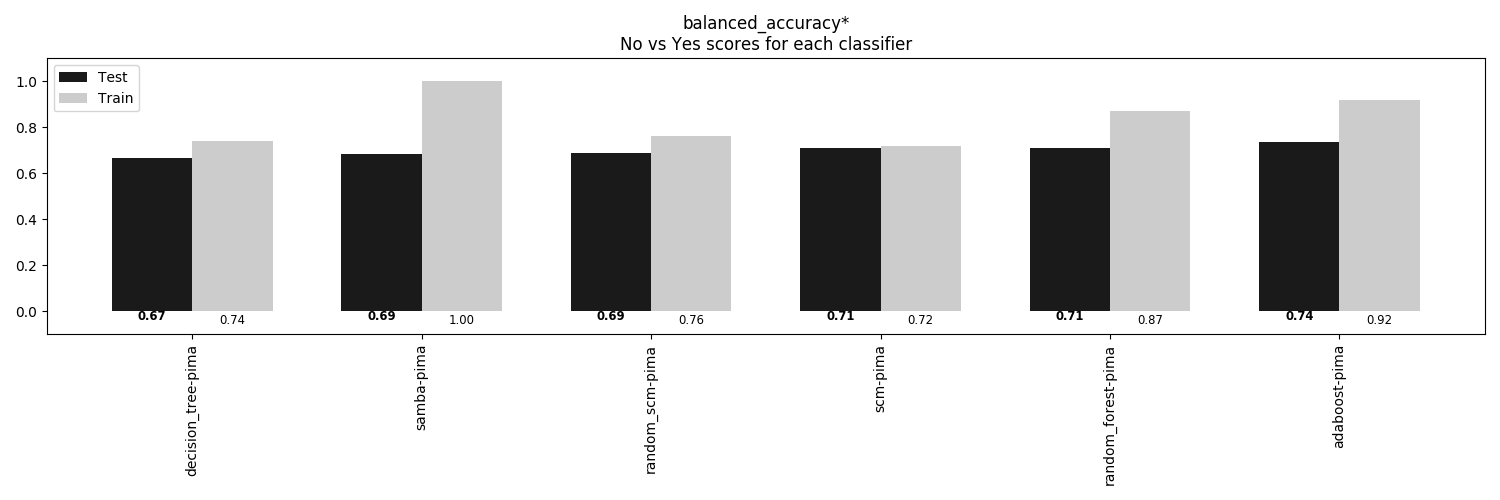 balanced_accuracy*
No vs Yes scores for each classifier
Test
Train
1.0
0.8
0.6
0.4
0.2
0.0
0.67
0.74
0.69
1.00
0.69
0.76
0.71
0.72
0.71
0.87
0.74
0.92
decision_tree-pima
samba-pima
random_scm-pima
scm-pima
random_forest-pima
adaboost-pima